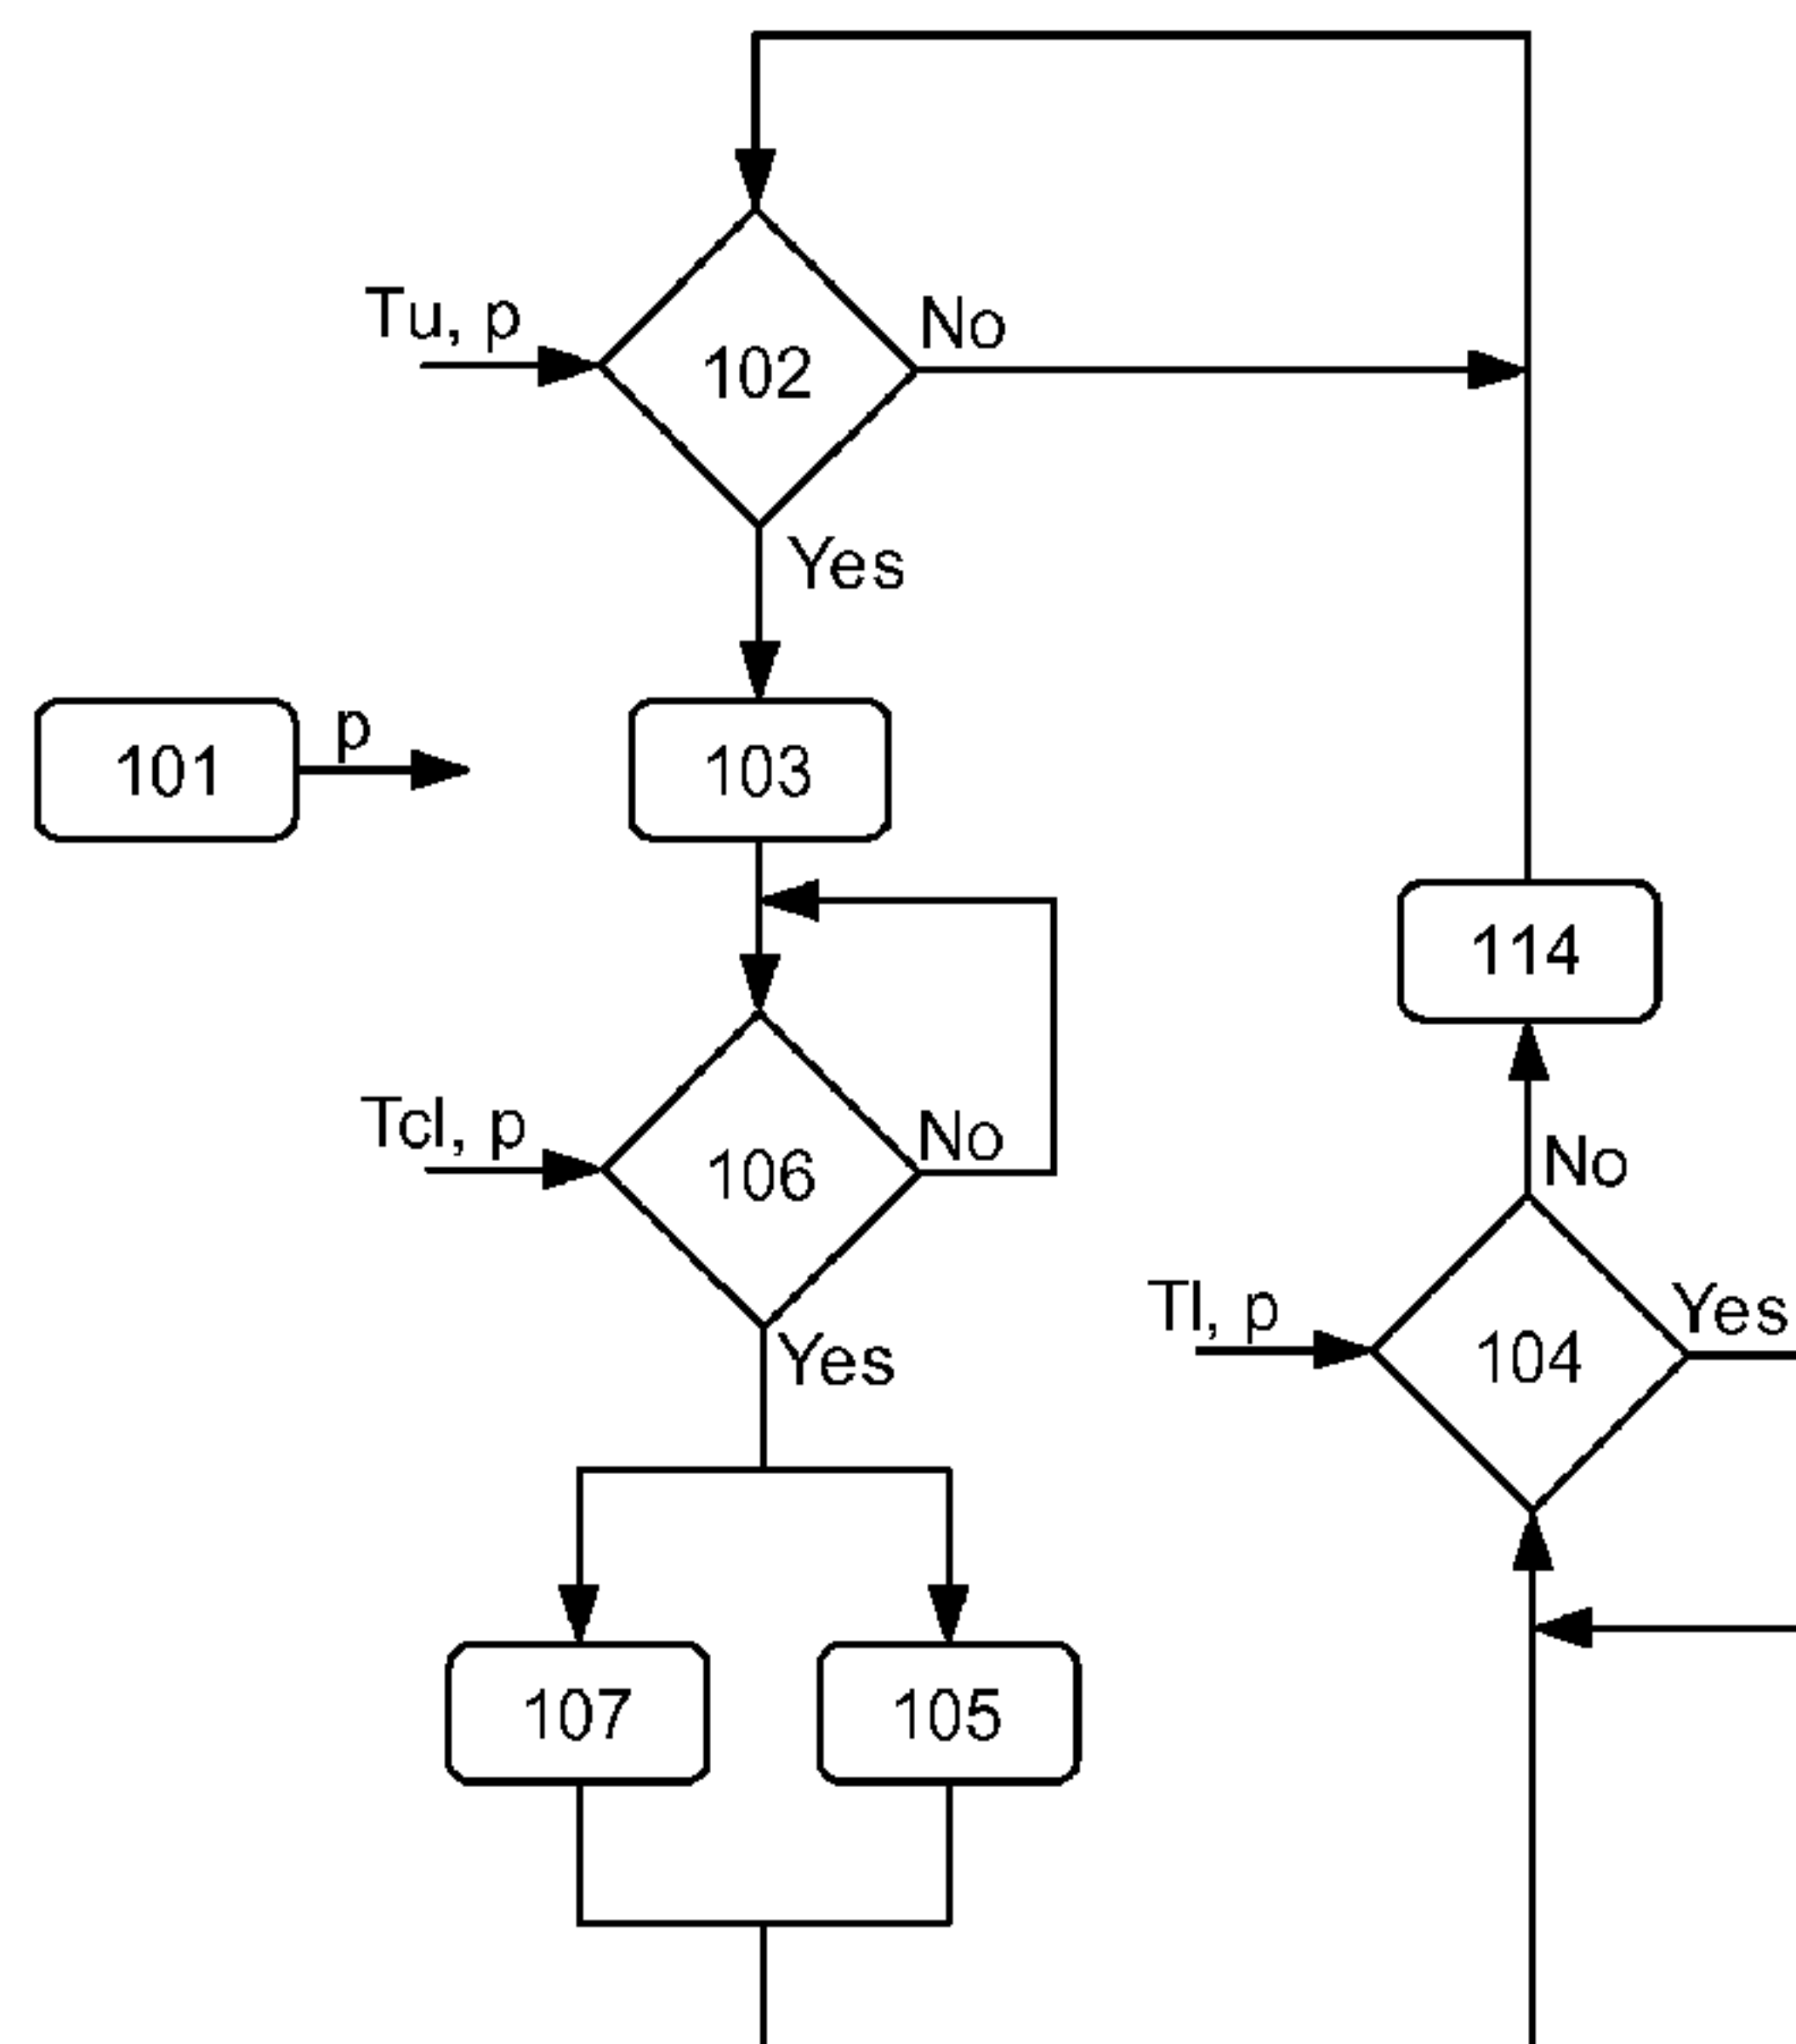 Tu, p
No
102
Yes
p
101
103
114
Tcl, p
No
106
No
Yes
Tl, p
Yes
104
107
105